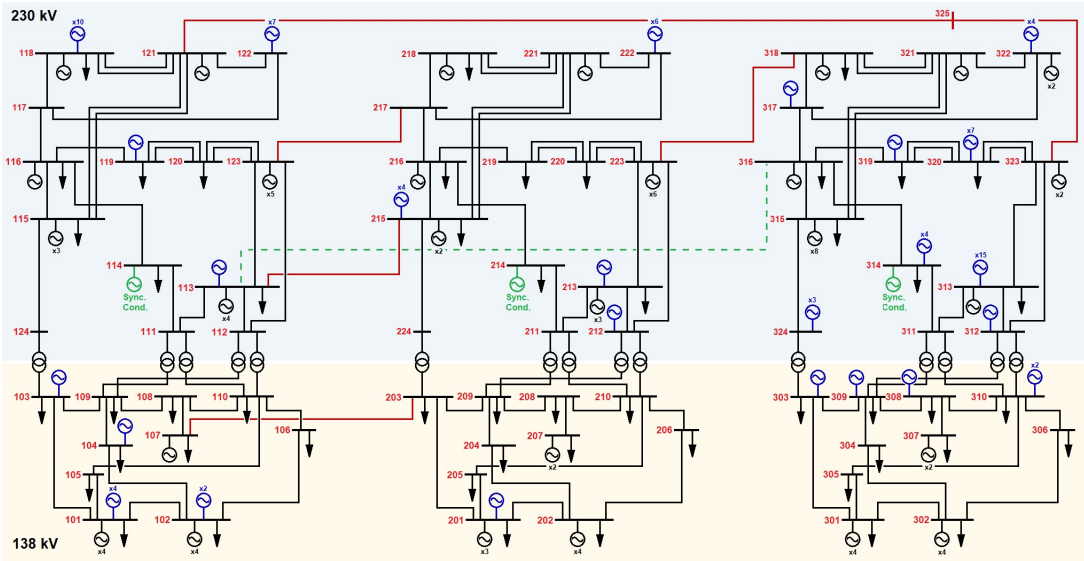 230 kV
325
x10
x7
x6
x4
118
121
122
218
221
222
318
321
322
x2
117
217
317
x7
116
119
120
123
216
219
220
223
316
319
320
323
x5
x6
x2
x4
115
215
315
x3
x2
x8
x4
x15
114
214
314
113
213
313
Sync.
Cond.
Sync.
Cond.
Sync.
Cond.
x4
x3
x3
124
111
112
224
211
212
324
311
312
x2
103
109
108
110
203
209
208
210
303
309
308
310
107
106
207
206
307
306
104
204
304
x2
x2
105
205
305
x4
x2
101
102
201
202
301
302
x4
x4
x3
x4
x4
x4
138 kV